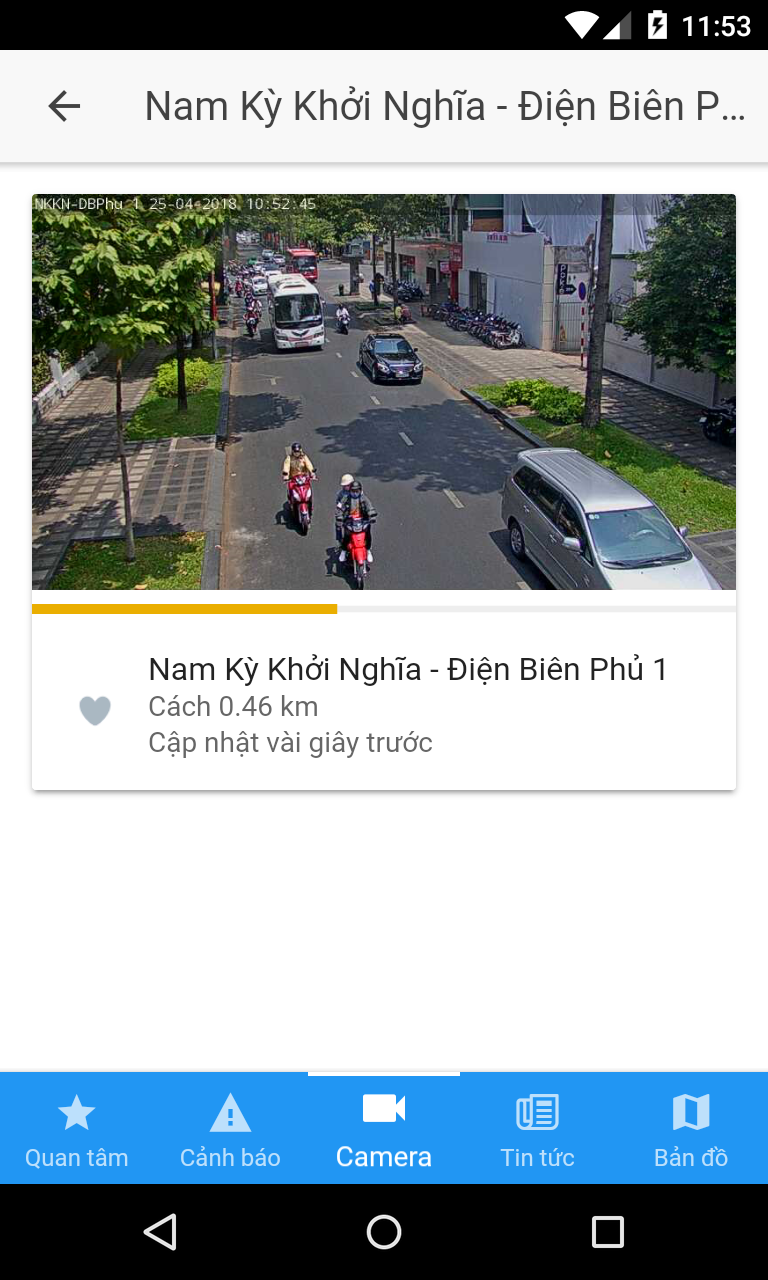 11:53
Nam Kỳ Khởi Nghĩa - Điện Biên P...
NKKN-DBPhu 1 25-04-2018 10:52:45
Nam Kỳ Khởi Nghĩa - Điện Biên Phủ 1
Cách 0.46 km
Cập nhật vài giây trước
Quan tâm
Cảnh báo
Camera
Tin tức
Bản đồ